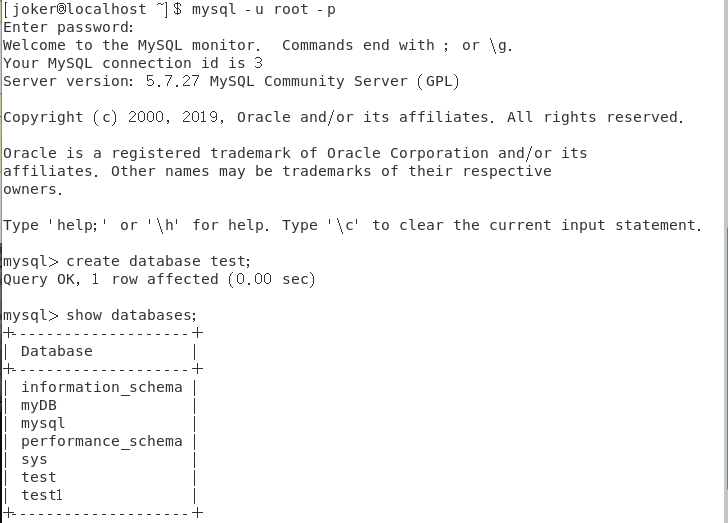 [joker@localhost ~]$ mysql -u root -p
Enter password:
Welcome to the MySQL monitor.  Commands end with ; or \g.
Your MySQL connection id is 3
Server version: 5.7.27 MySQL Community Server (GPL)
Copyright (c) 2000, 2019, Oracle and/or its affiliates. All rights reserved.
Oracle is a registered trademark of Oracle Corporation and/or its
affiliates. Other names may be trademarks of their respective
owners.
Type 'help;' or '\h' for help. Type '\c' to clear the current input statement.
mysql> create database test;
Query OK, 1 row affected (0.00 sec)
mysql> show databases;
+--------------------+
| Database           |
+--------------------+
| information_schema |
| myDB               |
| mysql              |
| performance_schema |
| sys                |
| test               |
| test1              |
+--------------------+